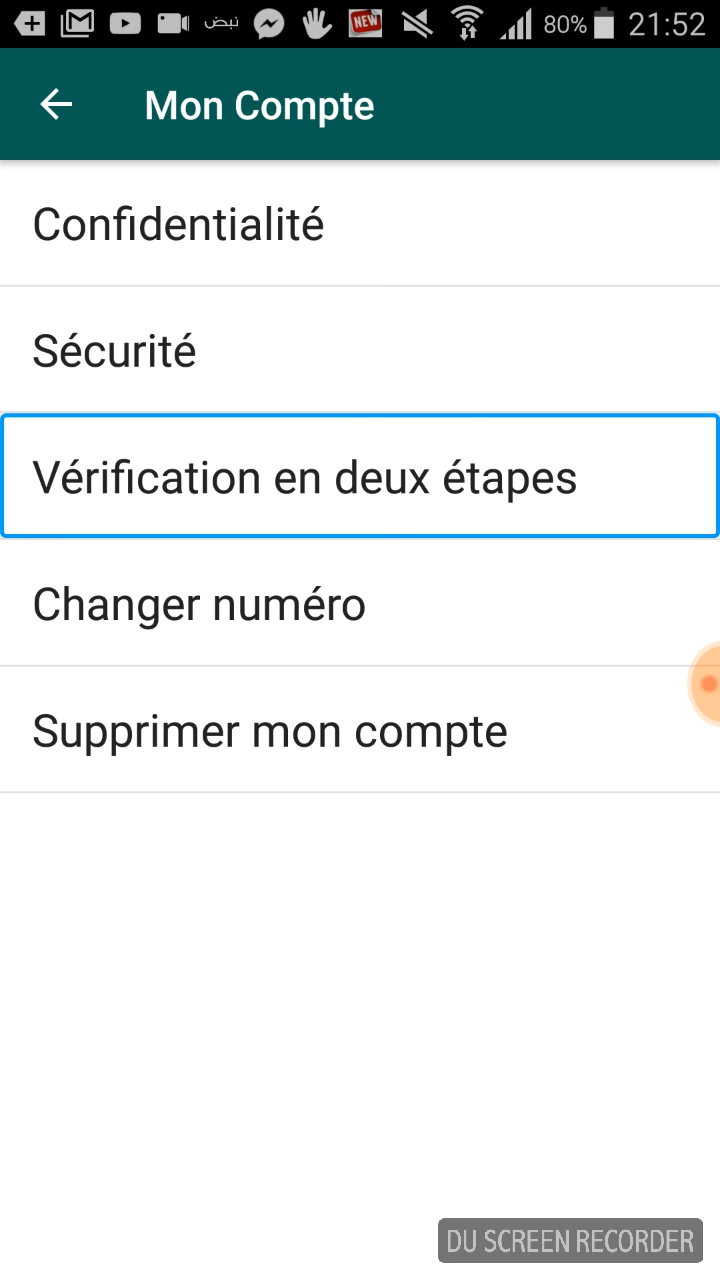 نبض NEW 80% 21:52
Mon Compte
Confidentialité
Sécurité
Vérification en deux étapes
Changer numéro
Supprimer mon compte
DU SCREEN RECORDER